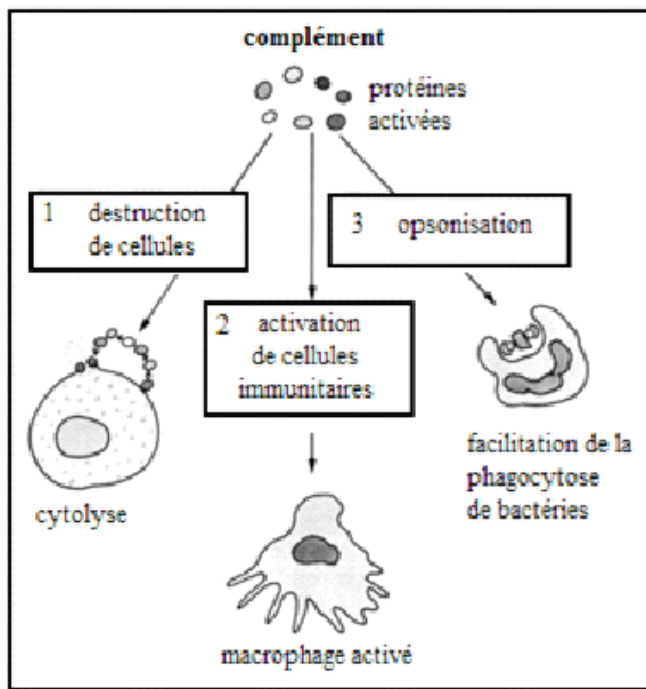 complément
protéines
activées
1 destruction
de cellules
3 opsonisation
2 activation
de cellules
immunitaires
cytolyse
facilitation de la
phagocytose
de bactéries
macrophage activé